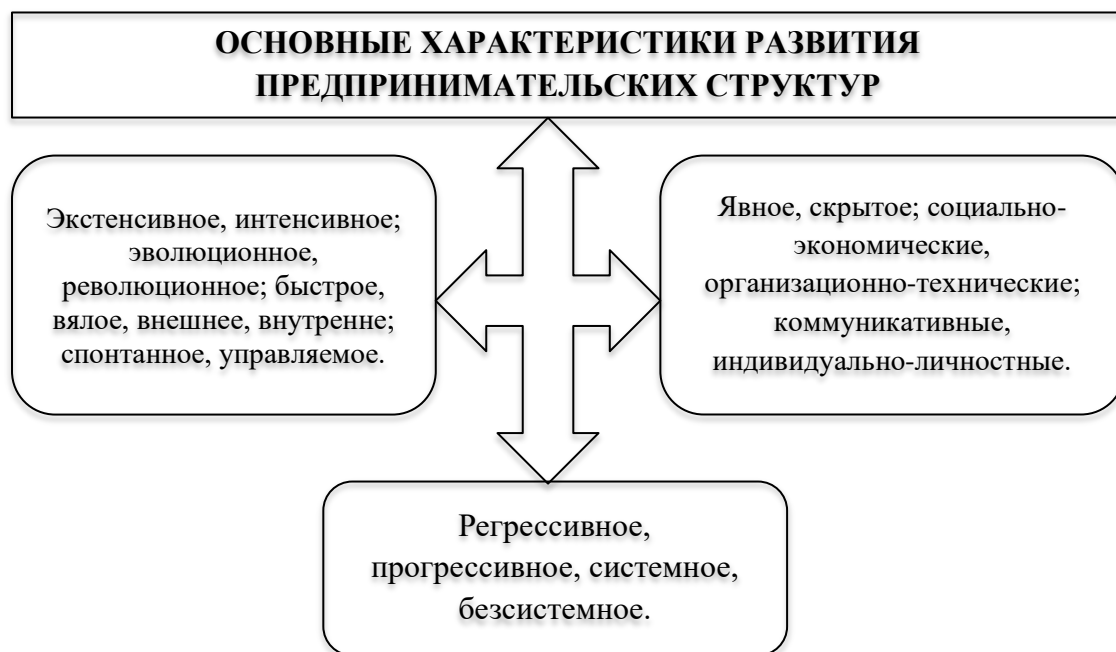 ОСНОВНЫЕ ХАРАКТЕРИСТИКИ РАЗВИТИЯ
ПРЕДПРИНИМАТЕЛЬСКИХ СТРУКТУР
Экстенсивное, интенсивное;
эволюционное,
революционное; быстрое,
вялое, внешнее, внутренне;
спонтанное, управляемое.
Явное, скрытое; социально-
экономические,
организационно-технические;
коммуникативные,
индивидуально-личностные.
Регрессивное,
прогрессивное, системное,
безсистемное.